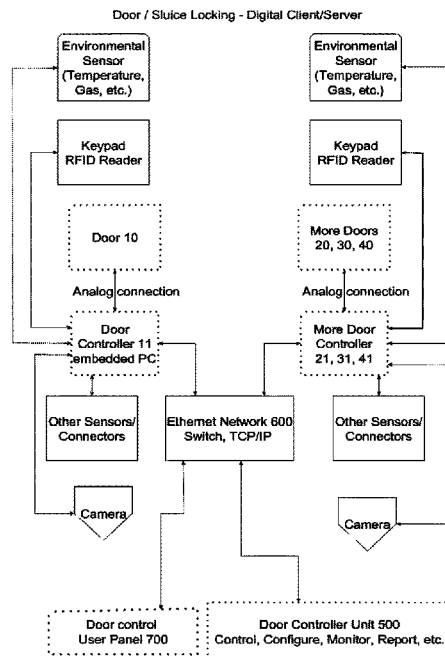 Door / Sluice Locking - Digital Client/Server
Environmental
Sensor
(Temperature,
Gas, etc.)
Environmental
Sensor
(Temperature,
Gas, etc.)
Keypad
RFID Reader
Keypad
RFID Reader
Door 10
More Doors
20, 30, 40
Analog connection
Analog connection
Door
Controller 11
embedded PC
More Door
Controller
21, 31, 41
Other Sensors/
Connectors
Ethernet Network 600
Switch, TCP/IP
Other Sensors/
Connectors
Camera
Camera
Door control
User Panel 700
Door Controller Unit 500
Control, Configure, Monitor, Report, etc.